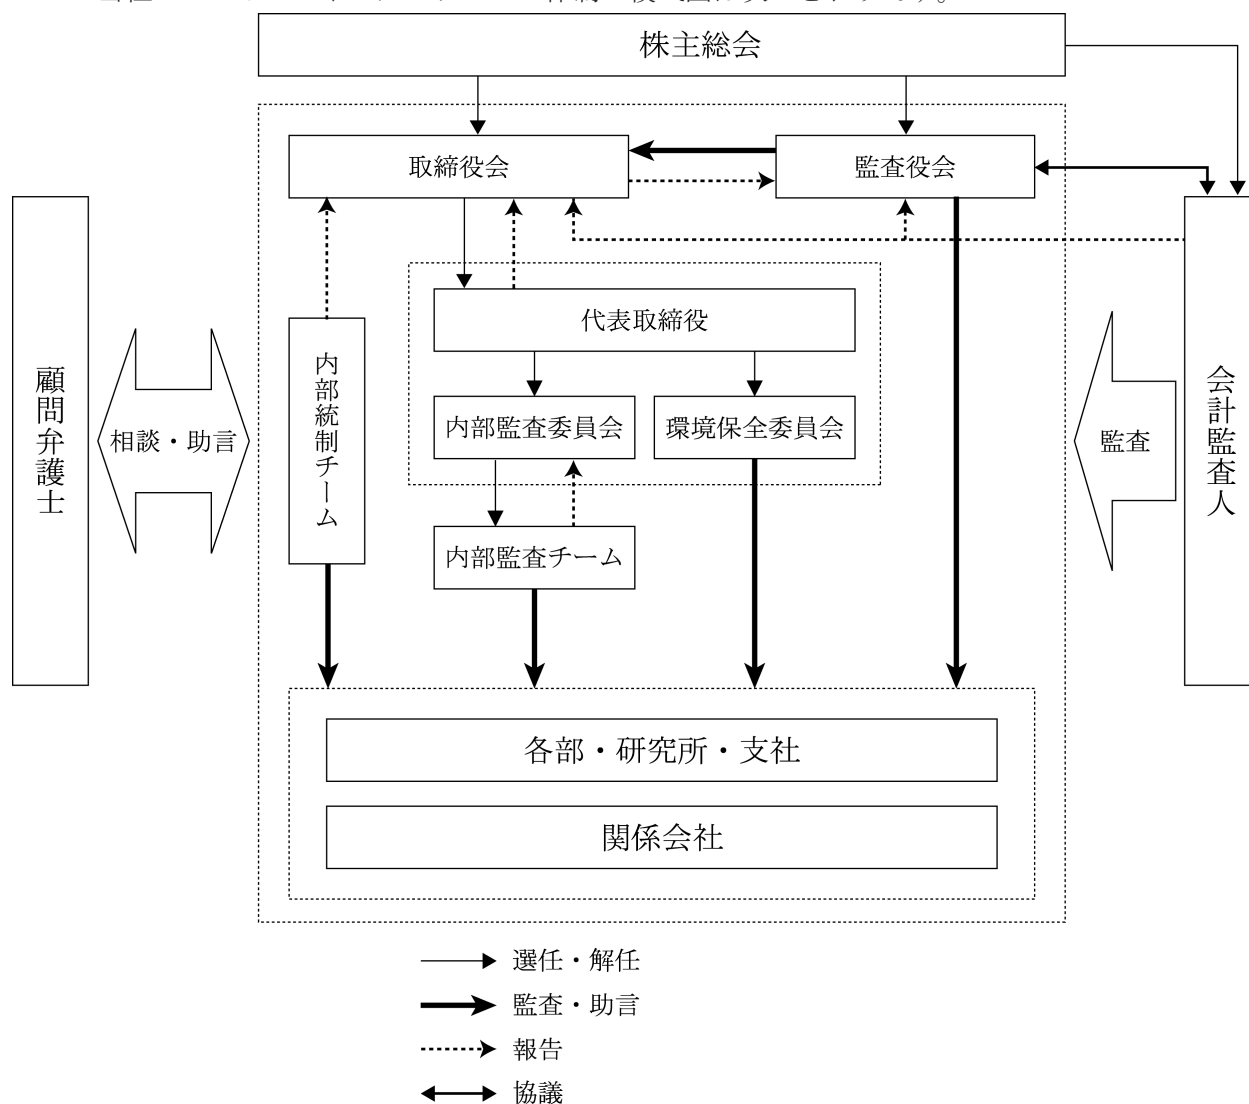 株主総会
取締役会
監査役会
代表取締役
内部統制チーム
顧問弁護士
相談・助言
内部監査委員会
環境保全委員会
監査
会計監査人
内部監査チーム
各部・研究所・支社
関係会社
選任・解任
監査・助言
報告
協議